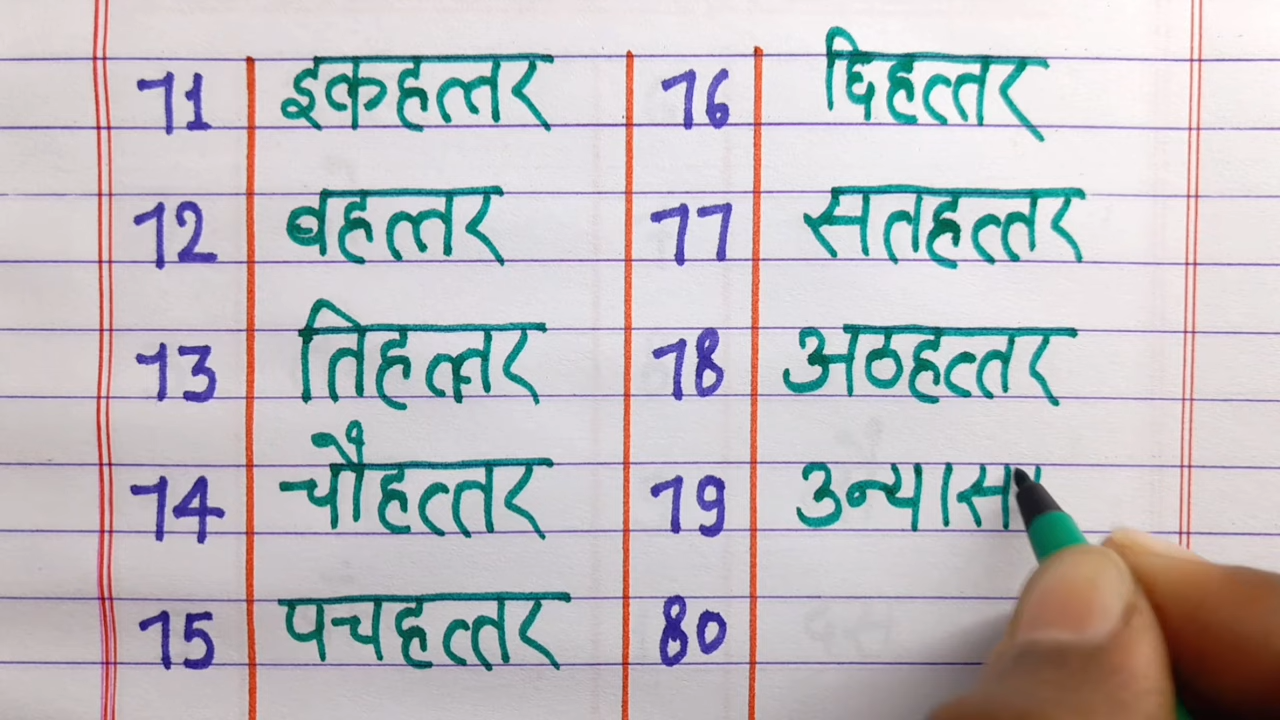 71 इकहत्तर 76 छिहत्तर
72 बहत्तर 77 सतहत्तर
73 तिहत्तर 78 अठहत्तर
74 चौहत्तर 79 उन्यास
75 पचहत्तर 80